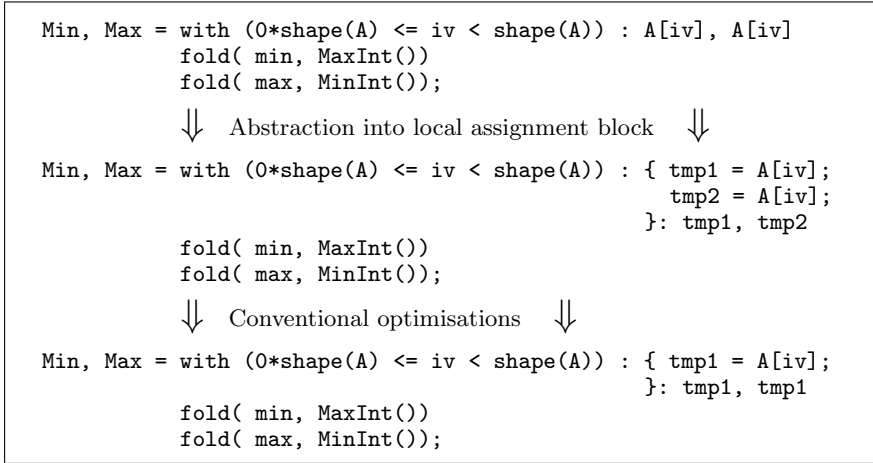 Min, Max = with (0*shape(A) <= iv < shape(A)) : A[iv], A[iv]
fold( min, MaxInt())
fold( max, MinInt());
⇓ Abstraction into local assignment block ⇓
Min, Max = with (0*shape(A) <= iv < shape(A)) : { tmp1 = A[iv];
tmp2 = A[iv];
}: tmp1, tmp2
fold( min, MaxInt())
fold( max, MinInt());
⇓ Conventional optimisations ⇓
Min, Max = with (0*shape(A) <= iv < shape(A)) : { tmp1 = A[iv];
}: tmp1, tmp1
fold( min, MaxInt())
fold( max, MinInt());